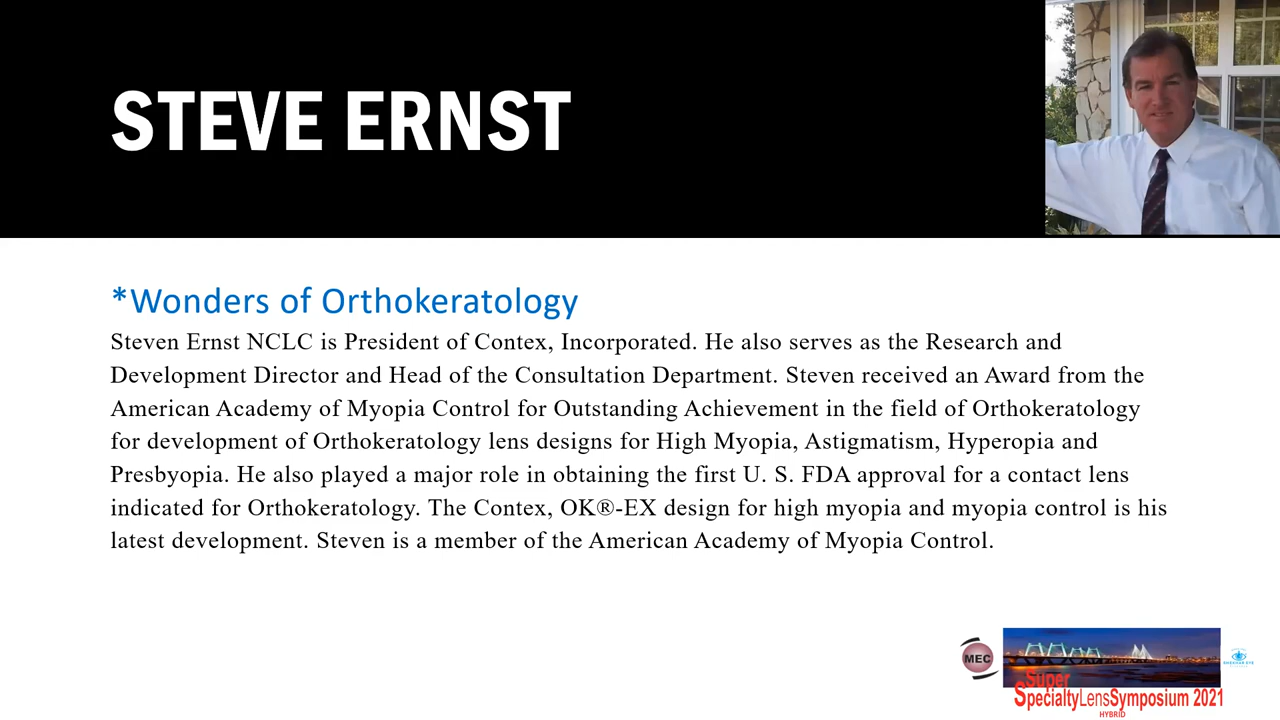 STEVE ERNST
*Wonders of Orthokeratology
Steven Ernst NCLC is President of Contex, Incorporated. He also serves as the Research and
Development Director and Head of the Consultation Department. Steven received an Award from the
American Academy of Myopia Control for Outstanding Achievement in the field of Orthokeratology
for development of Orthokeratology lens designs for High Myopia, Astigmatism, Hyperopia and
Presbyopia. He also played a major role in obtaining the first U. S. FDA approval for a contact lens
indicated for Orthokeratology. The Contex, OK®-EX design for high myopia and myopia control is his
latest development. Steven is a member of the American Academy of Myopia Control.
MEC
Super
SpecialtyLensSymposium 2021
HYBRID